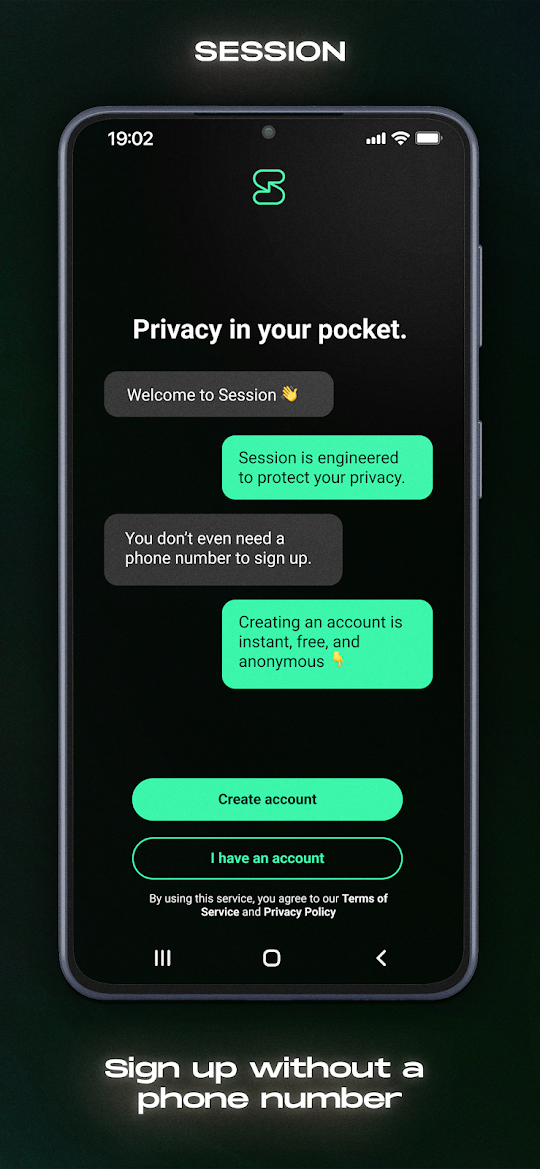 SESSION
19:02
Privacy in your pocket.
Welcome to Session 👋
Session is engineered
to protect your privacy.
You don’t even need a
phone number to sign up.
Creating an account is
instant, free, and
anonymous 👇
Create account
I have an account
By using this service, you agree to our Terms of
Service and Privacy Policy
Sign up without a
phone number